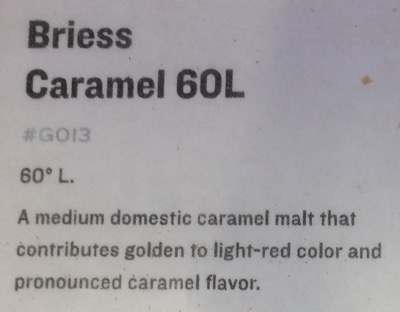 Briess
Caramel 60L
#G013
60° L.
A medium domestic caramel malt that
contributes golden to light-red color and
pronounced caramel flavor.